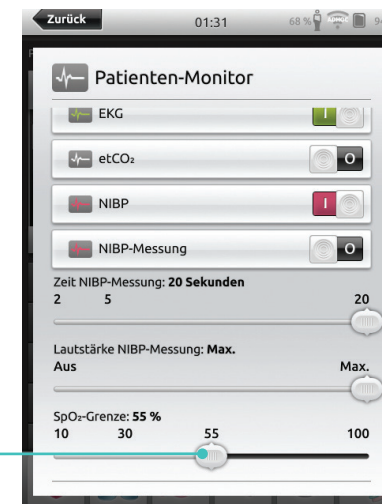 Zurück 01:31 68 %
Patienten-Monitor
EKG I
etCO₂ O
NIBP I
NIBP-Messung O
Zeit NIBP-Messung: 20 Sekunden
2 5 20
Lautstärke NIBP-Messung: Max.
Aus Max.
SpO₂-Grenze: 55 %
10 30 55 100